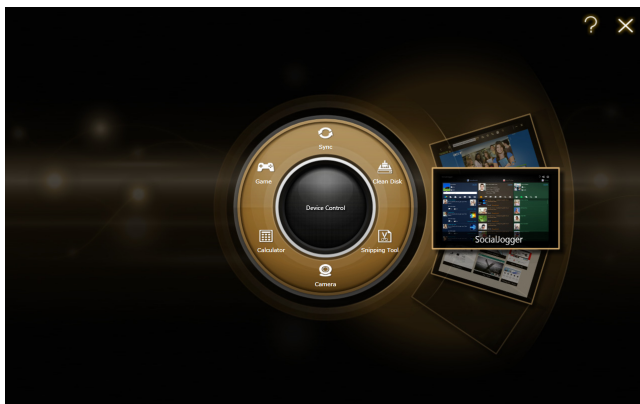 ?
Sync
Game
Clean Disk
Device Control
Calculator
Snipping Tool
Camera
SocialJogger